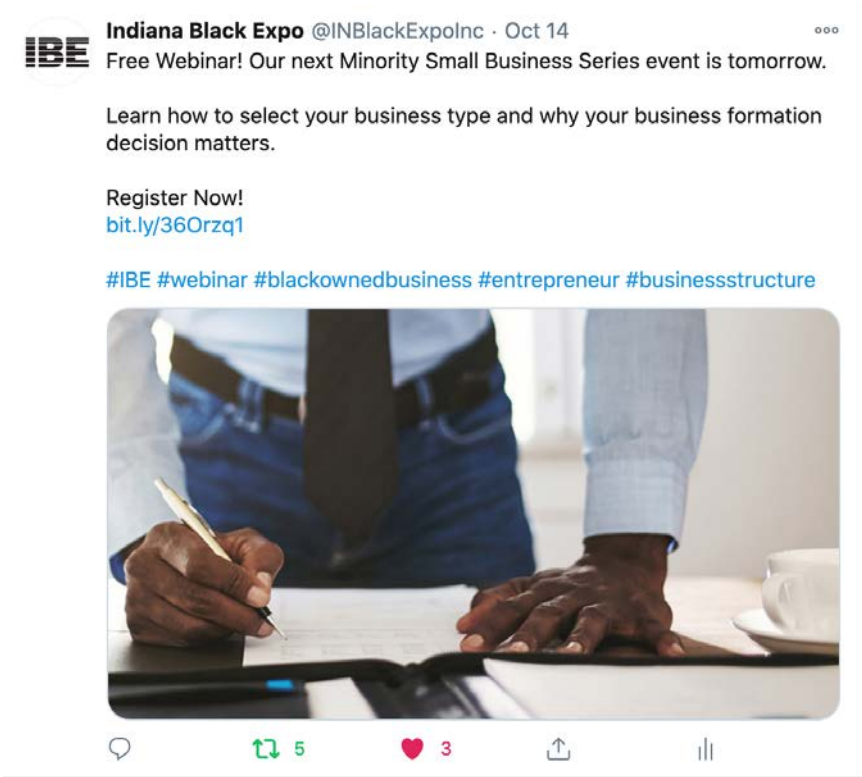 IBE
Indiana Black Expo @INBlackExpoInc · Oct 14
Free Webinar! Our next Minority Small Business Series event is tomorrow.
Learn how to select your business type and why your business formation
decision matters.
Register Now!
bit.ly/36Orzq1
#IBE #webinar #blackownedbusiness #entrepreneur #businessstructure
5 3